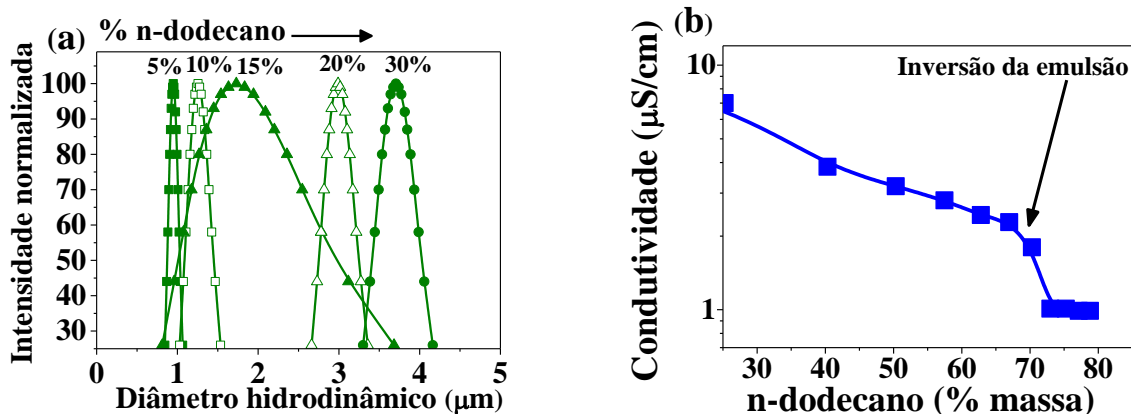 (a)
% n-dodecano
5% 10% 15% 20% 30%
Intensidade normalizada
100
90
80
70
60
50
40
30
0 1 2 3 4 5
Diâmetro hidrodinâmico (μm)
(b)
Condutividade (μS/cm)
10
1
Inversão da emulsão
30 40 50 60 70 80
n-dodecano (% massa)